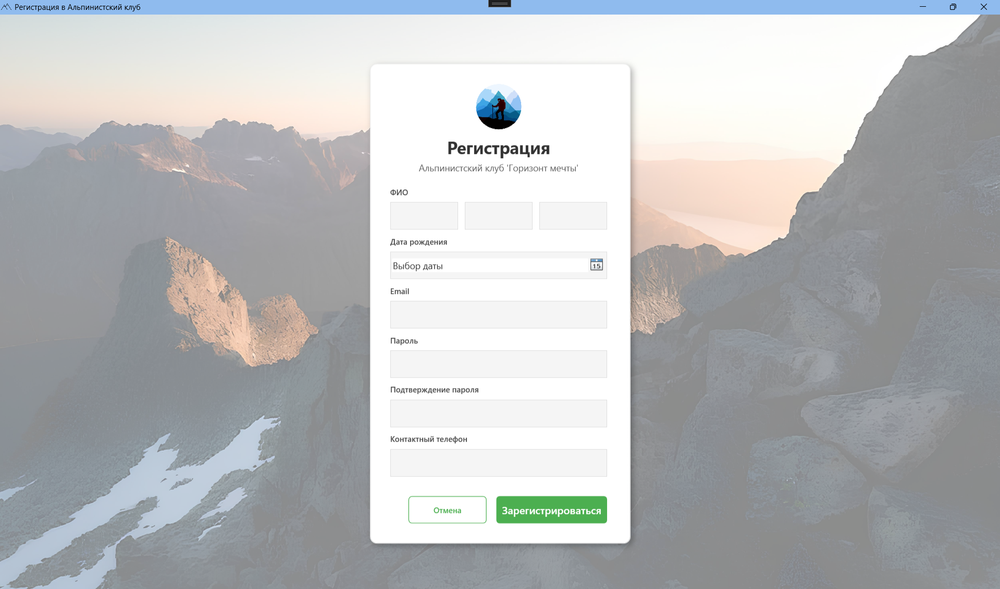 Регистрация в Альпинистский клуб
Регистрация
Альпинистский клуб 'Горизонт мечты'
ФИО
Дата рождения
Выбор даты
15
Email
Пароль
Подтверждение пароля
Контактный телефон
Отмена
Зарегистрироваться